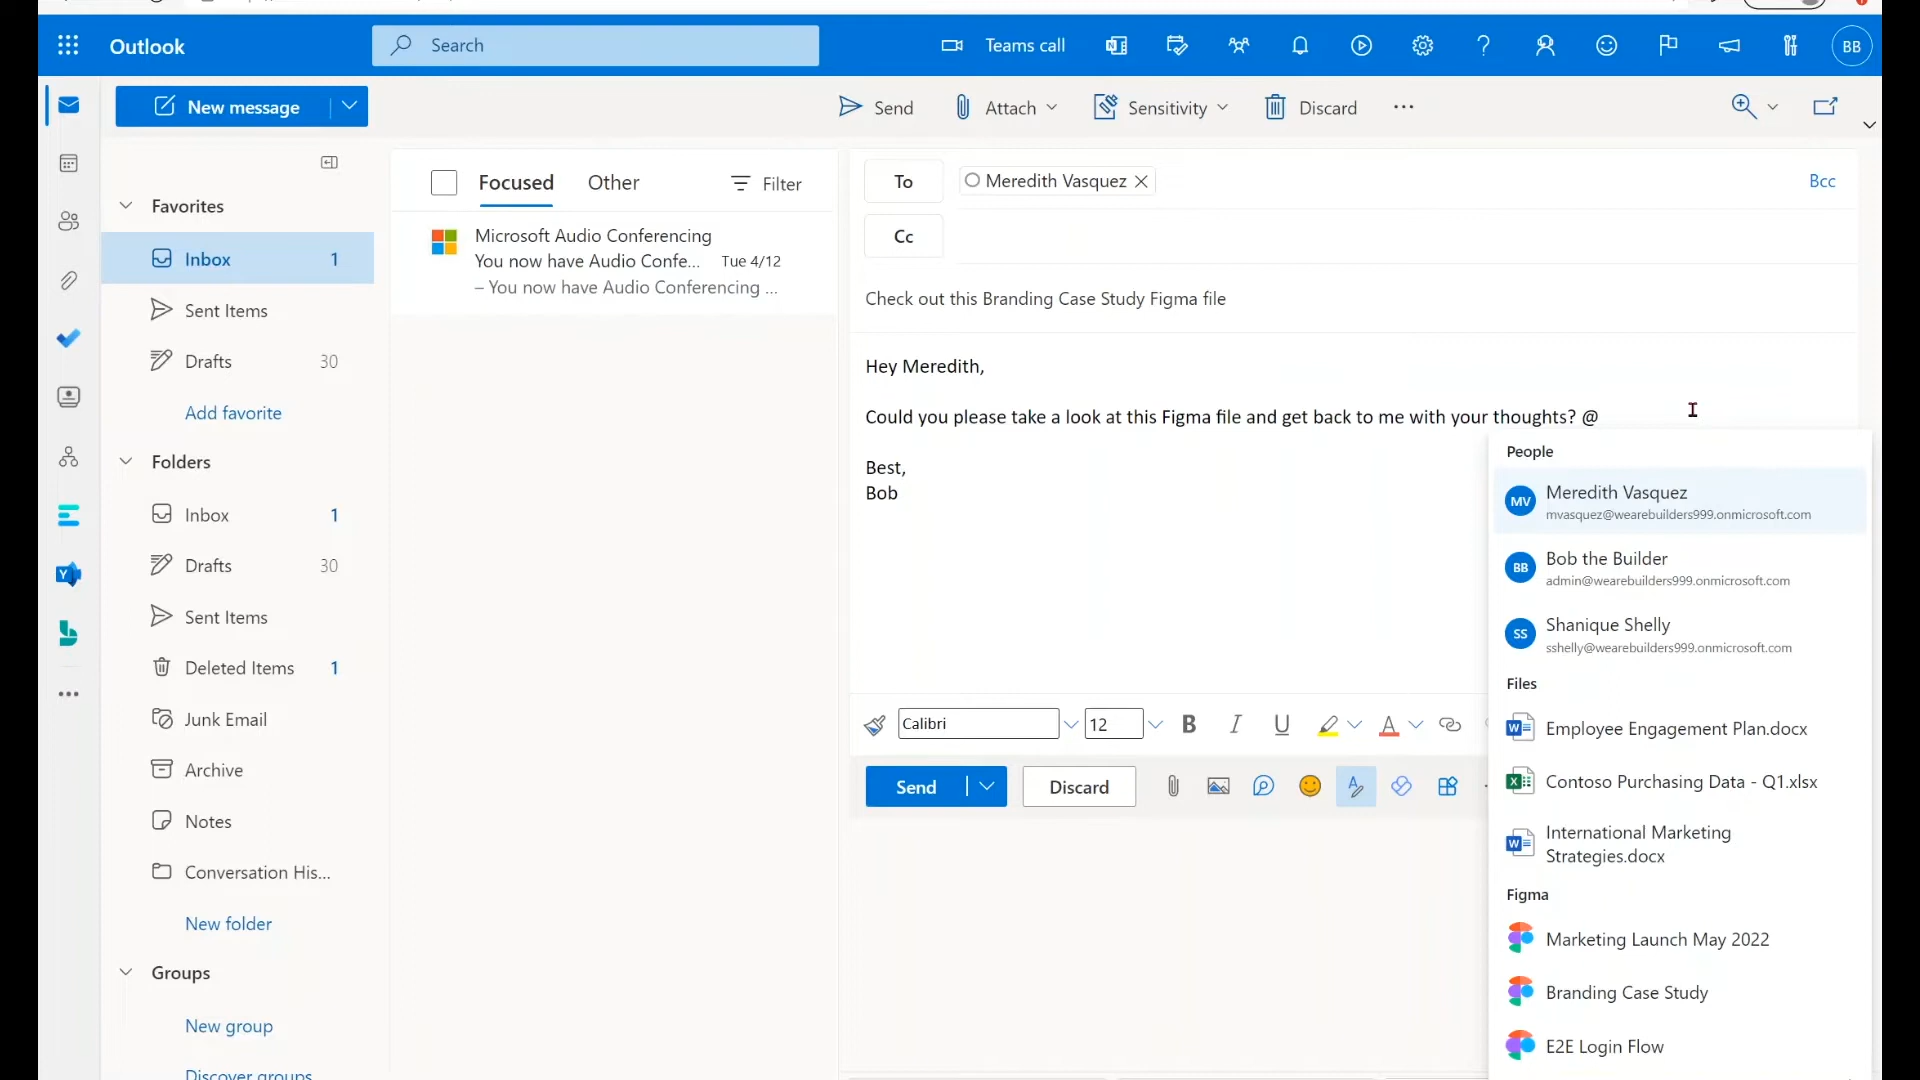 Outlook
Search
Teams call
BB
New message
Send
Attach
Sensitivity
Discard
Favorites
Inbox 1
Sent Items
Drafts 30
Add favorite
Folders
Inbox 1
Drafts 30
Sent Items
Deleted Items 1
Junk Email
Archive
Notes
Conversation His...
New folder
Groups
New group
Discover groups
Focused
Other
Filter
Microsoft Audio Conferencing
You now have Audio Confe... Tue 4/12
– You now have Audio Conferencing ...
To
Meredith Vasquez
Bcc
Cc
Check out this Branding Case Study Figma file
Hey Meredith,
Could you please take a look at this Figma file and get back to me with your thoughts? @
Best,
Bob
Calibri
12
B
I
U
A
Send
Discard
People
MV
Meredith Vasquez
mvasquez@wearebuilders999.onmicrosoft.com
BB
Bob the Builder
admin@wearebuilders999.onmicrosoft.com
SS
Shanique Shelly
sshelly@wearebuilders999.onmicrosoft.com
Files
Employee Engagement Plan.docx
Contoso Purchasing Data - Q1.xlsx
International Marketing
Strategies.docx
Figma
Marketing Launch May 2022
Branding Case Study
E2E Login Flow